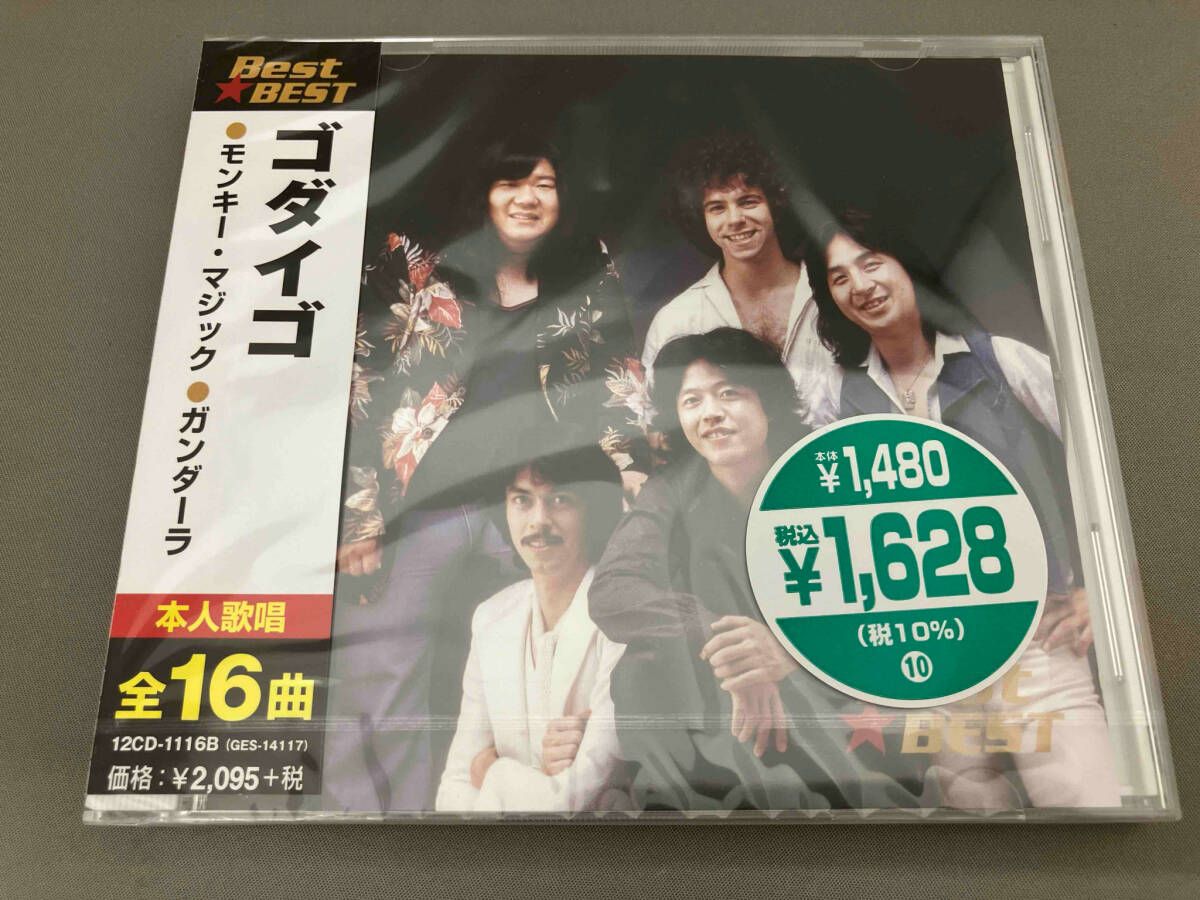 Best
★BEST
ゴダイゴ
●モンキー・マジック ●ガンダーラ
本人歌唱
全16曲
12CD-1116B (GES-14117)
価格:¥2,095+税
本体
¥1,480
税込
¥1,628
(税10%)
⑩
★BEST